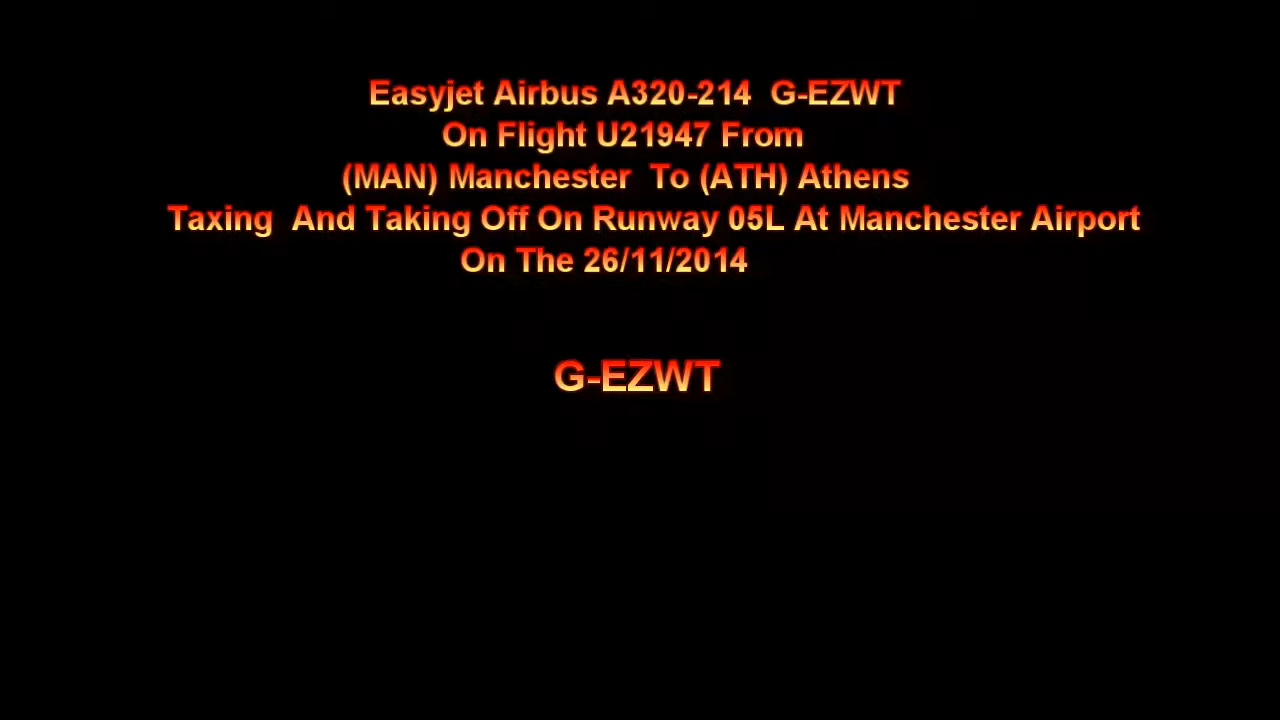 Easyjet Airbus A320-214  G-EZWT
On Flight U21947 From
(MAN) Manchester  To (ATH) Athens
Taxing  And Taking Off On Runway 05L At Manchester Airport
On The 26/11/2014
G-EZWT